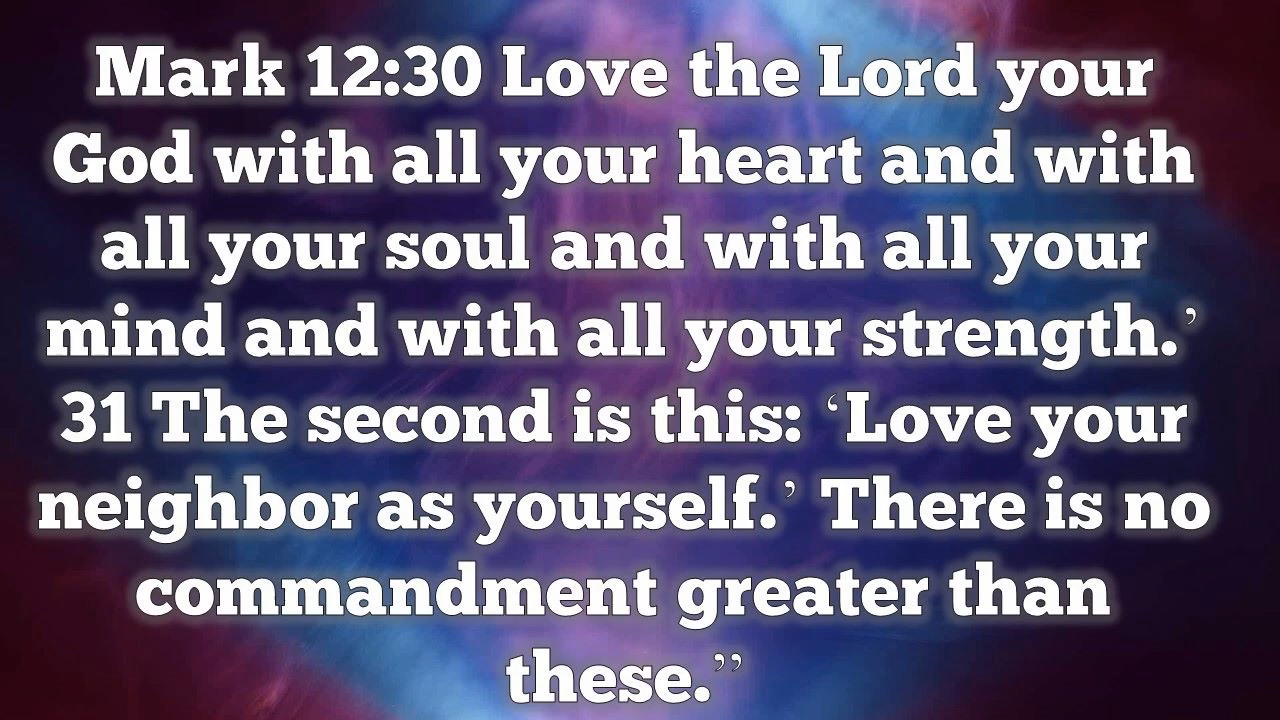 Mark 12:30 Love the Lord your
God with all your heart and with
all your soul and with all your
mind and with all your strength.’
31 The second is this: ‘Love your
neighbor as yourself.’ There is no
commandment greater than
these.”